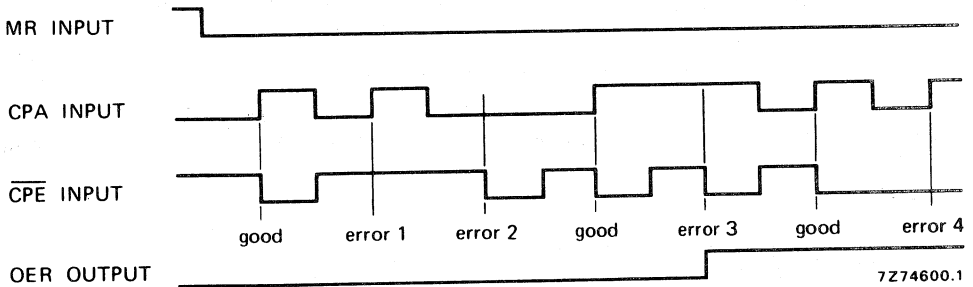 MR INPUT
CPA INPUT
CPE INPUT
good error 1 error 2 good error 3 good error 4
OER OUTPUT
7Z74600.1